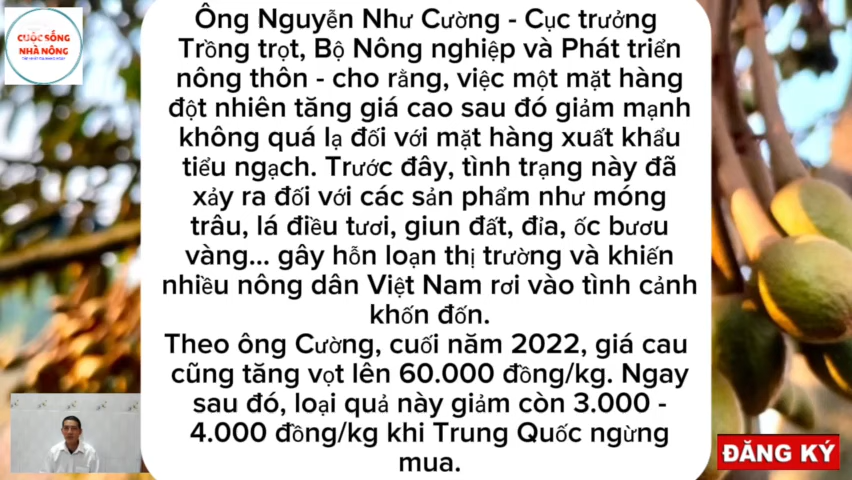 CUỘC SỐNG
NHÀ NÔNG
Ông Nguyễn Như Cường - Cục trưởng
Trồng trọt, Bộ Nông nghiệp và Phát triển
nông thôn - cho rằng, việc một mặt hàng
đột nhiên tăng giá cao sau đó giảm mạnh
không quá lạ đối với mặt hàng xuất khẩu
tiểu ngạch. Trước đây, tình trạng này đã
xảy ra đối với các sản phẩm như móng
trâu, lá điều tươi, giun đất, đỉa, ốc bươu
vàng... gây hỗn loạn thị trường và khiến
nhiều nông dân Việt Nam rơi vào tình cảnh
khốn đốn.
Theo ông Cường, cuối năm 2022, giá cau
cũng tăng vọt lên 60.000 đồng/kg. Ngay
sau đó, loại quả này giảm còn 3.000 -
4.000 đồng/kg khi Trung Quốc ngừng
mua.
ĐĂNG KÝ